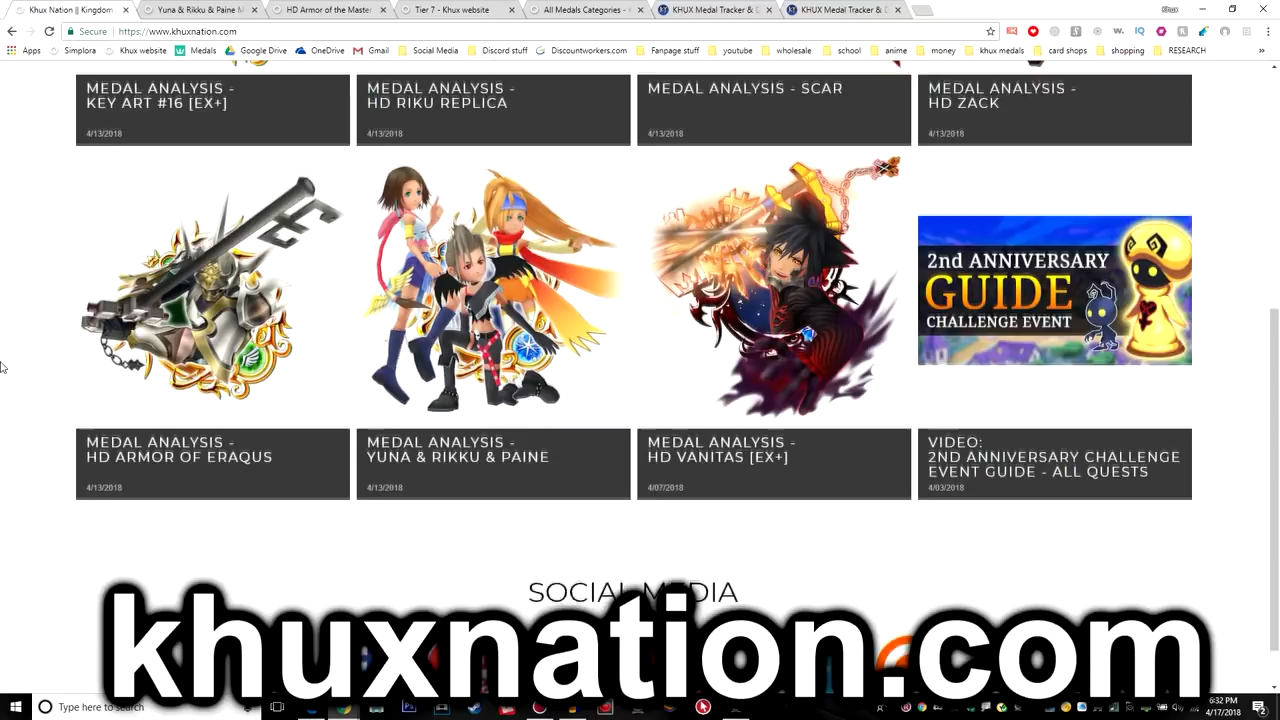 Khux Nation || Kingdom
Yuna & Rikku & Paine M
HD Armor of the Master
Tier 7 - Khux website
All Medals Categories - K
KHUX Medal Tracker & D
KHUX Medal Tracker & D
Khux
Secure
https://www.khuxnation.com
Apps
Simplora
Khux website
Medals
Google Drive
OneDrive
Gmail
Social Media
Discord stuff
Discountworkers.com
Fanpage stuff
youtube
wholesale
school
anime
money
khux medals
card shops
shopping
RESEARCH
MEDAL ANALYSIS -
KEY ART #16 [EX+]
4/13/2018
MEDAL ANALYSIS -
HD RIKU REPLICA
4/13/2018
MEDAL ANALYSIS - SCAR
4/13/2018
MEDAL ANALYSIS -
HD ZACK
4/13/2018
2nd ANNIVERSARY
GUIDE
CHALLENGE EVENT
MEDAL ANALYSIS -
HD ARMOR OF ERAQUS
4/13/2018
MEDAL ANALYSIS -
YUNA & RIKKU & PAINE
4/13/2018
MEDAL ANALYSIS -
HD VANITAS [EX+]
4/07/2018
VIDEO:
2ND ANNIVERSARY CHALLENGE
EVENT GUIDE - ALL QUESTS
4/03/2018
SOCIAL MEDIA
khuxnation.com
Type here to search
6:32 PM
4/17/2018